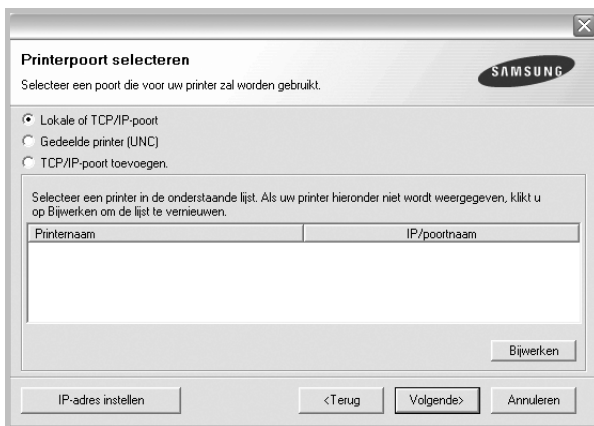 Printerpoort selecteren
Selecteer een poort die voor uw printer zal worden gebruikt.
SAMSUNG
Lokale of TCP/IP-poort
Gedeelde printer (UNC)
TCP/IP-poort toevoegen.
Selecteer een printer in de onderstaande lijst. Als uw printer hieronder niet wordt weergegeven, klikt u
op Bijwerken om de lijst te vernieuwen.
Printernaam IP/poortnaam
Bijwerken
IP-adres instellen <Terug Volgende> Annuleren